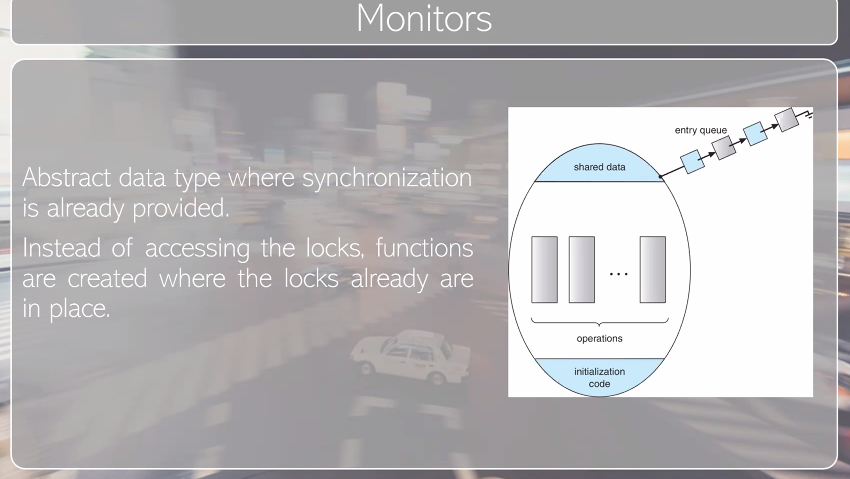 Monitors
Abstract data type where synchronization
is already provided.
Instead of accessing the locks, functions
are created where the locks already are
in place.
entry queue
shared data
...
operations
initialization
code